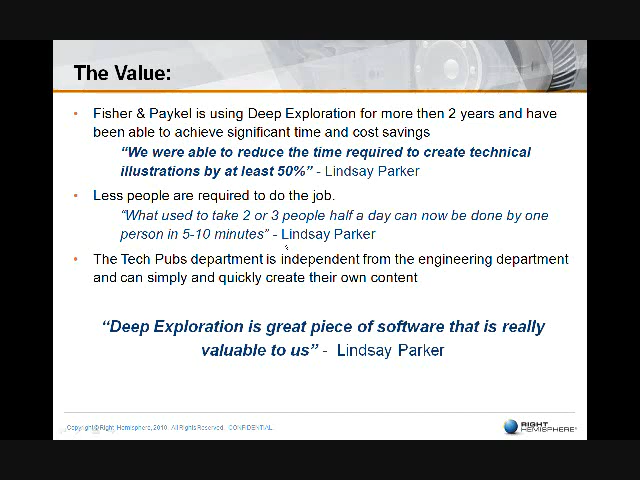 The Value:
• Fisher & Paykel is using Deep Exploration for more then 2 years and have
been able to achieve significant time and cost savings
“We were able to reduce the time required to create technical
illustrations by at least 50%” - Lindsay Parker
• Less people are required to do the job.
“What used to take 2 or 3 people half a day can now be done by one
person in 5-10 minutes” - Lindsay Parker
• The Tech Pubs department is independent from the engineering department
and can simply and quickly create their own content
“Deep Exploration is great piece of software that is really
valuable to us” - Lindsay Parker
Copyright © Right Hemisphere, 2010. All Rights Reserved. CONFIDENTIAL
RIGHT
HEMISPHERE